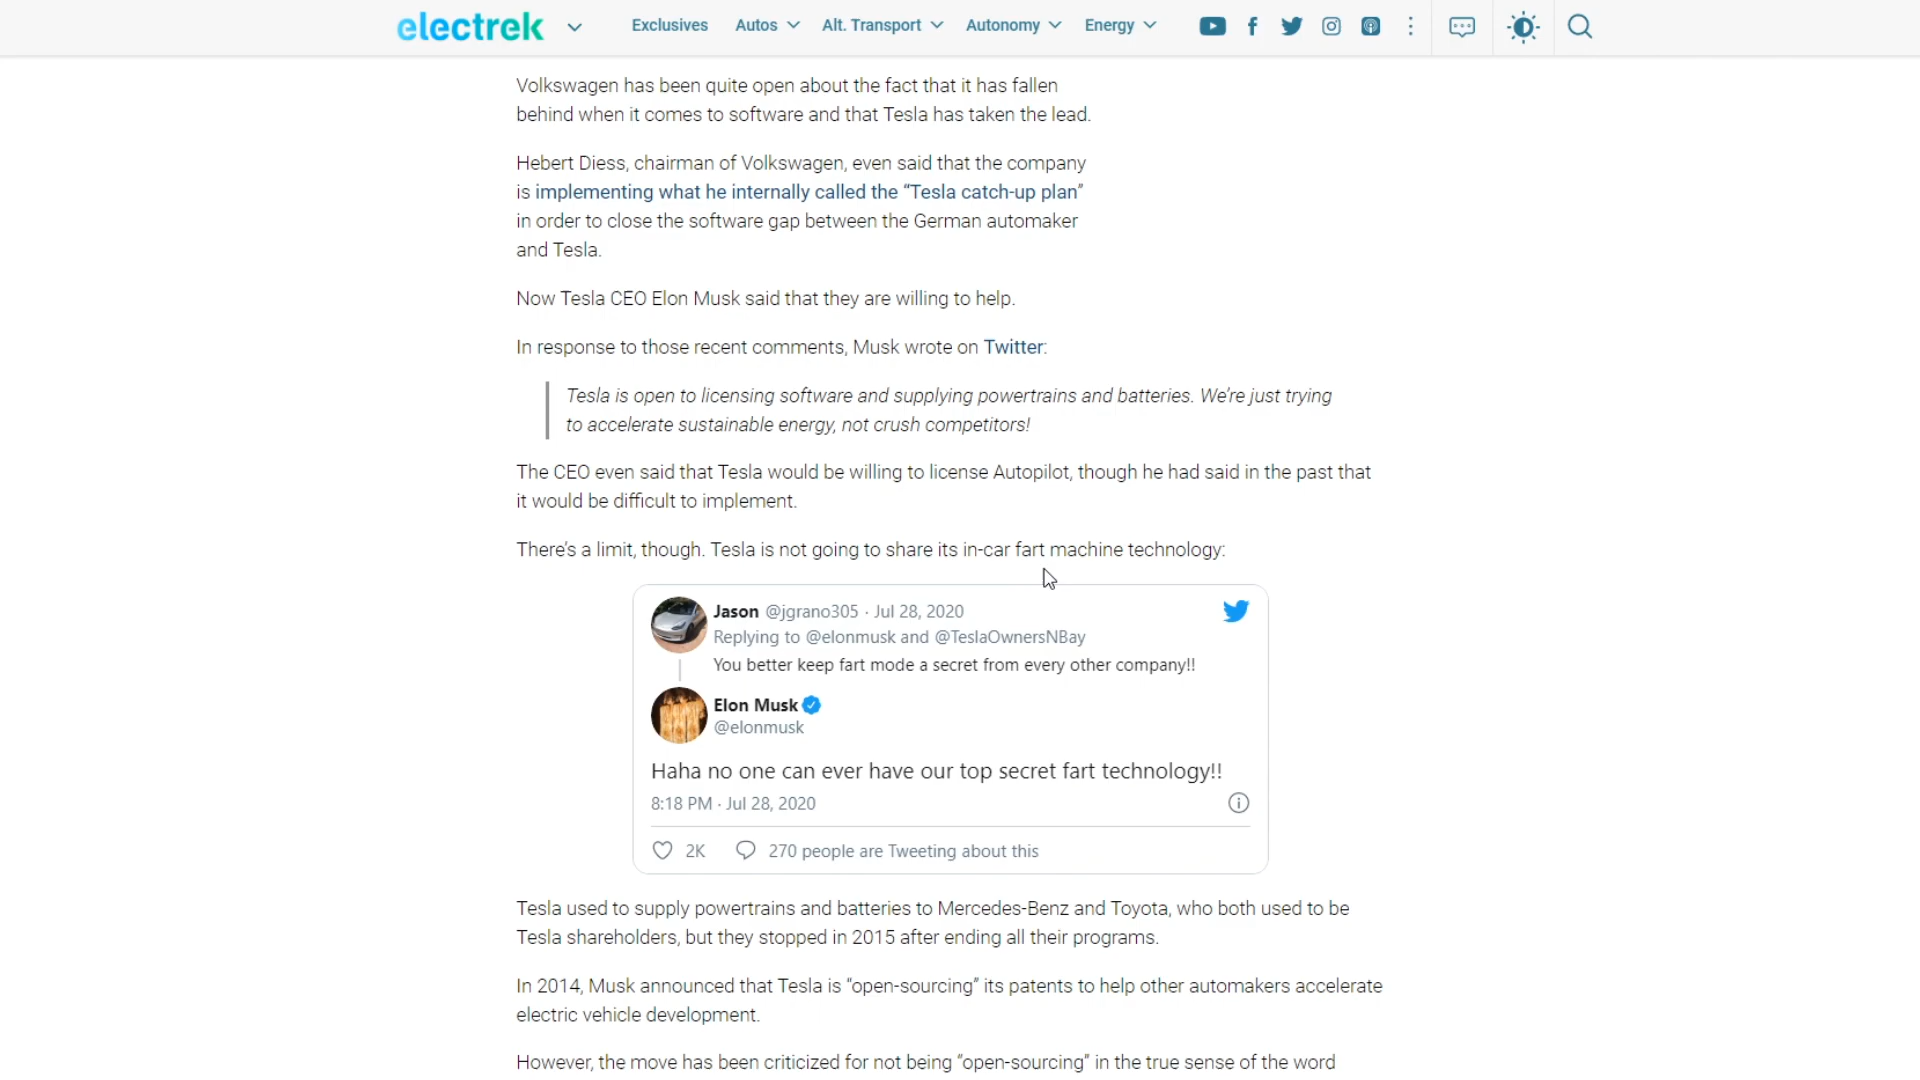 electrek
Exclusives Autos Alt. Transport Autonomy Energy
Volkswagen has been quite open about the fact that it has fallen
behind when it comes to software and that Tesla has taken the lead.
Hebert Diess, chairman of Volkswagen, even said that the company
is implementing what he internally called the “Tesla catch-up plan”
in order to close the software gap between the German automaker
and Tesla.
Now Tesla CEO Elon Musk said that they are willing to help.
In response to those recent comments, Musk wrote on Twitter:
Tesla is open to licensing software and supplying powertrains and batteries. We’re just trying
to accelerate sustainable energy, not crush competitors!
The CEO even said that Tesla would be willing to license Autopilot, though he had said in the past that
it would be difficult to implement.
There’s a limit, though. Tesla is not going to share its in-car fart machine technology:
Jason @jgrano305 · Jul 28, 2020
Replying to @elonmusk and @TeslaOwnersNBay
You better keep fart mode a secret from every other company!!
Elon Musk
@elonmusk
Haha no one can ever have our top secret fart technology!!
8:18 PM · Jul 28, 2020
2K 270 people are Tweeting about this
Tesla used to supply powertrains and batteries to Mercedes-Benz and Toyota, who both used to be
Tesla shareholders, but they stopped in 2015 after ending all their programs.
In 2014, Musk announced that Tesla is “open-sourcing” its patents to help other automakers accelerate
electric vehicle development.
However, the move has been criticized for not being “open-sourcing” in the true sense of the word